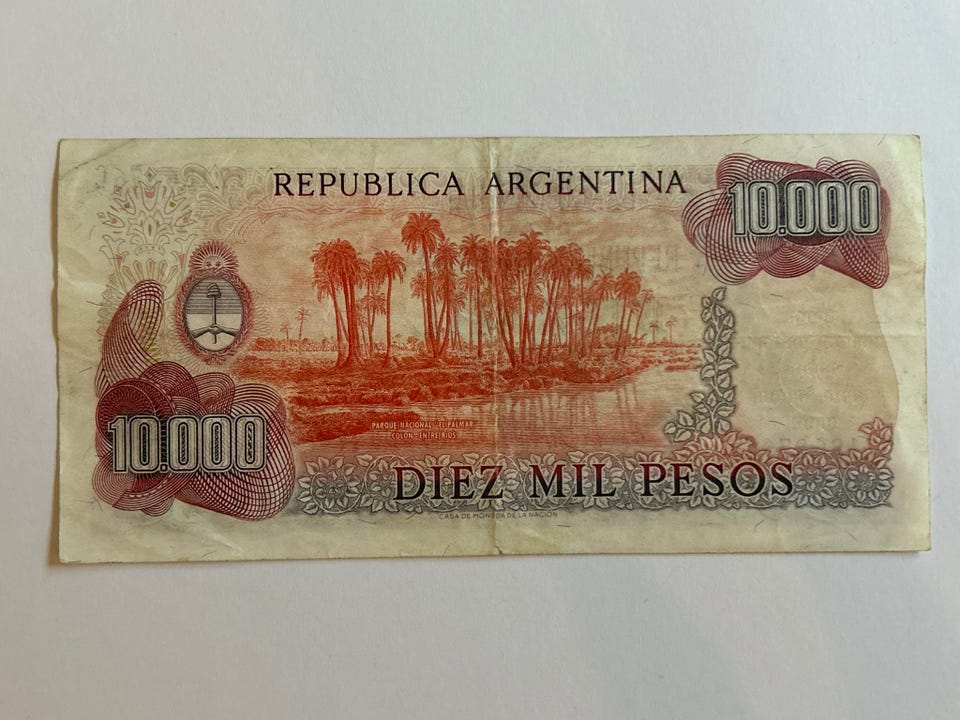 REPUBLICA ARGENTINA
10.000
PARQUE NACIONAL "EL PALMAR"
COLON-ENTRE RIOS
10.000
DIEZ MIL PESOS
CASA DE MONEDA DE LA NACION